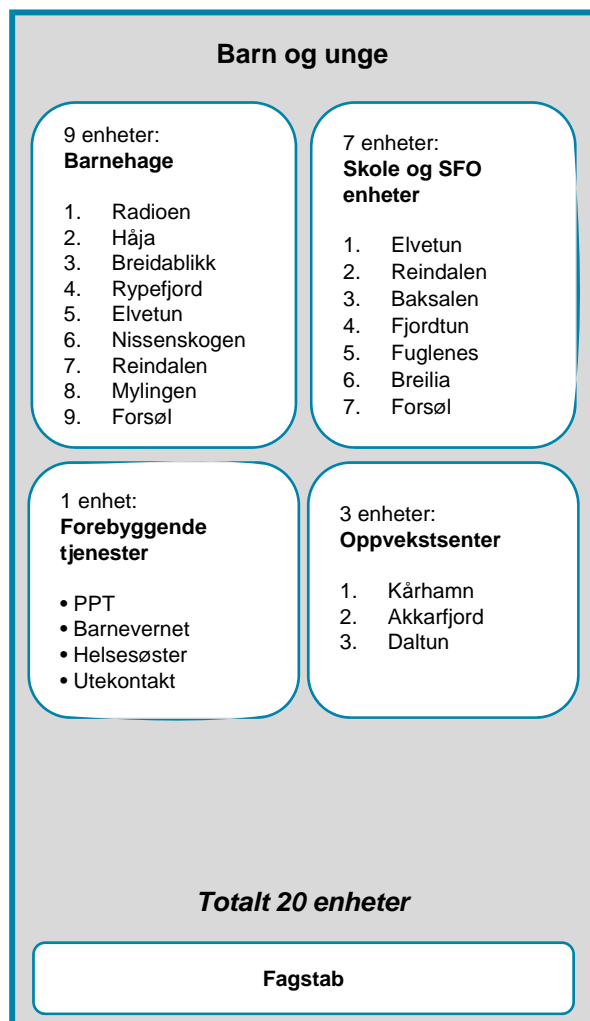 Barn og unge
9 enheter:
Barnehage
1. Radioen
2. Håja
3. Breidablikk
4. Rypefjord
5. Elvetun
6. Nissenskogen
7. Reindalen
8. Mylingen
9. Forsøl
7 enheter:
Skole og SFO
enheter
1. Elvetun
2. Reindalen
3. Baksalen
4. Fjordtun
5. Fuglenes
6. Breilia
7. Forsøl
1 enhet:
Forebyggende
tjenester
• PPT
• Barnevernet
• Helsesøster
• Utekontakt
3 enheter:
Oppvekstsenter
1. Kårhamn
2. Akkarfjord
3. Daltun
Totalt 20 enheter
Fagstab